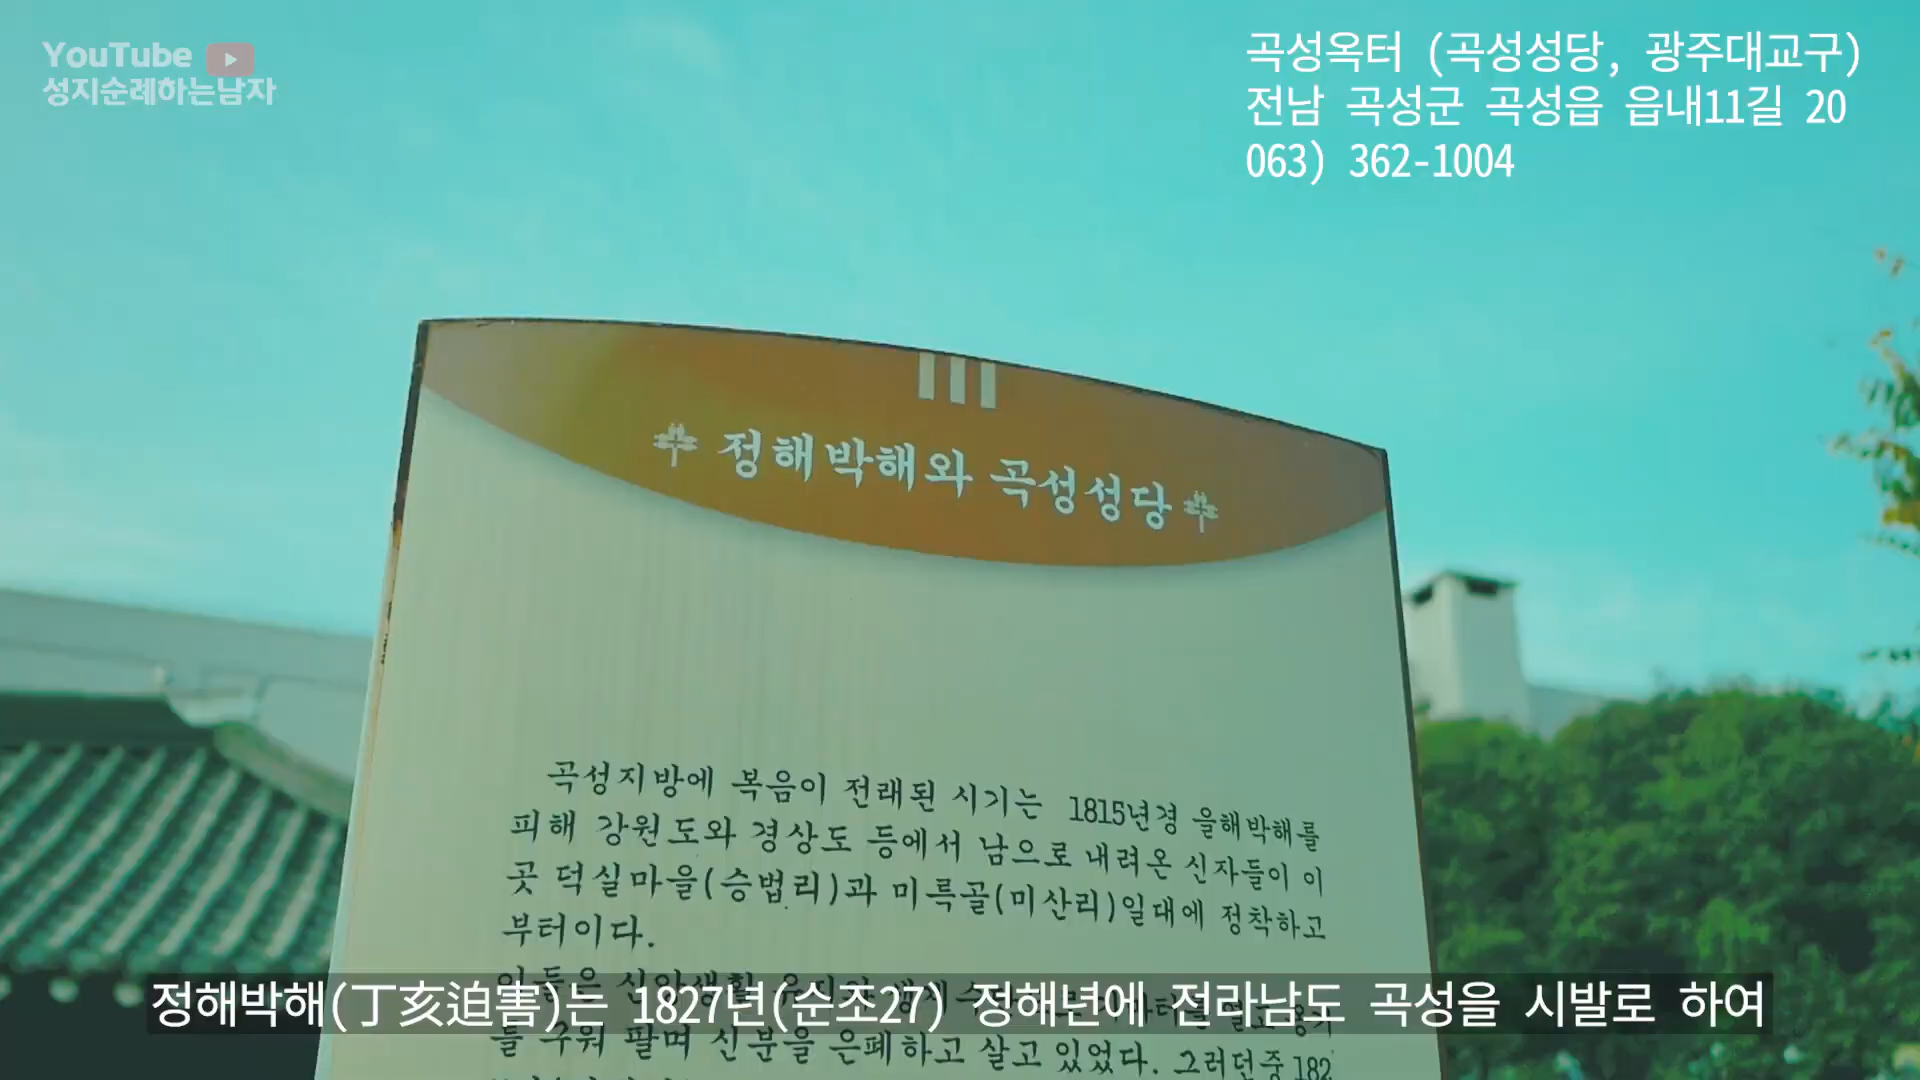 YouTube
성지순례하는남자
곡성옥터 (곡성성당, 광주대교구)
전남 곡성군 곡성읍 읍내11길 20
063) 362-1004
정해박해와 곡성성당
곡성지방에 복음이 전래된 시기는 1815년경 을해박해를
피해 강원도와 경상도 등에서 남으로 내려온 신자들이 이
곳 덕실마을(승법리)과 미륵골(미산리)일대에 정착하고
부터이다.
이들은 신앙생활
정해박해(丁亥迫害)는 1827년(순조27) 정해년에 전라남도 곡성을 시발로 하여
를 구워 팔며 신분을 은폐하고 살고 있었다. 그러던중 182